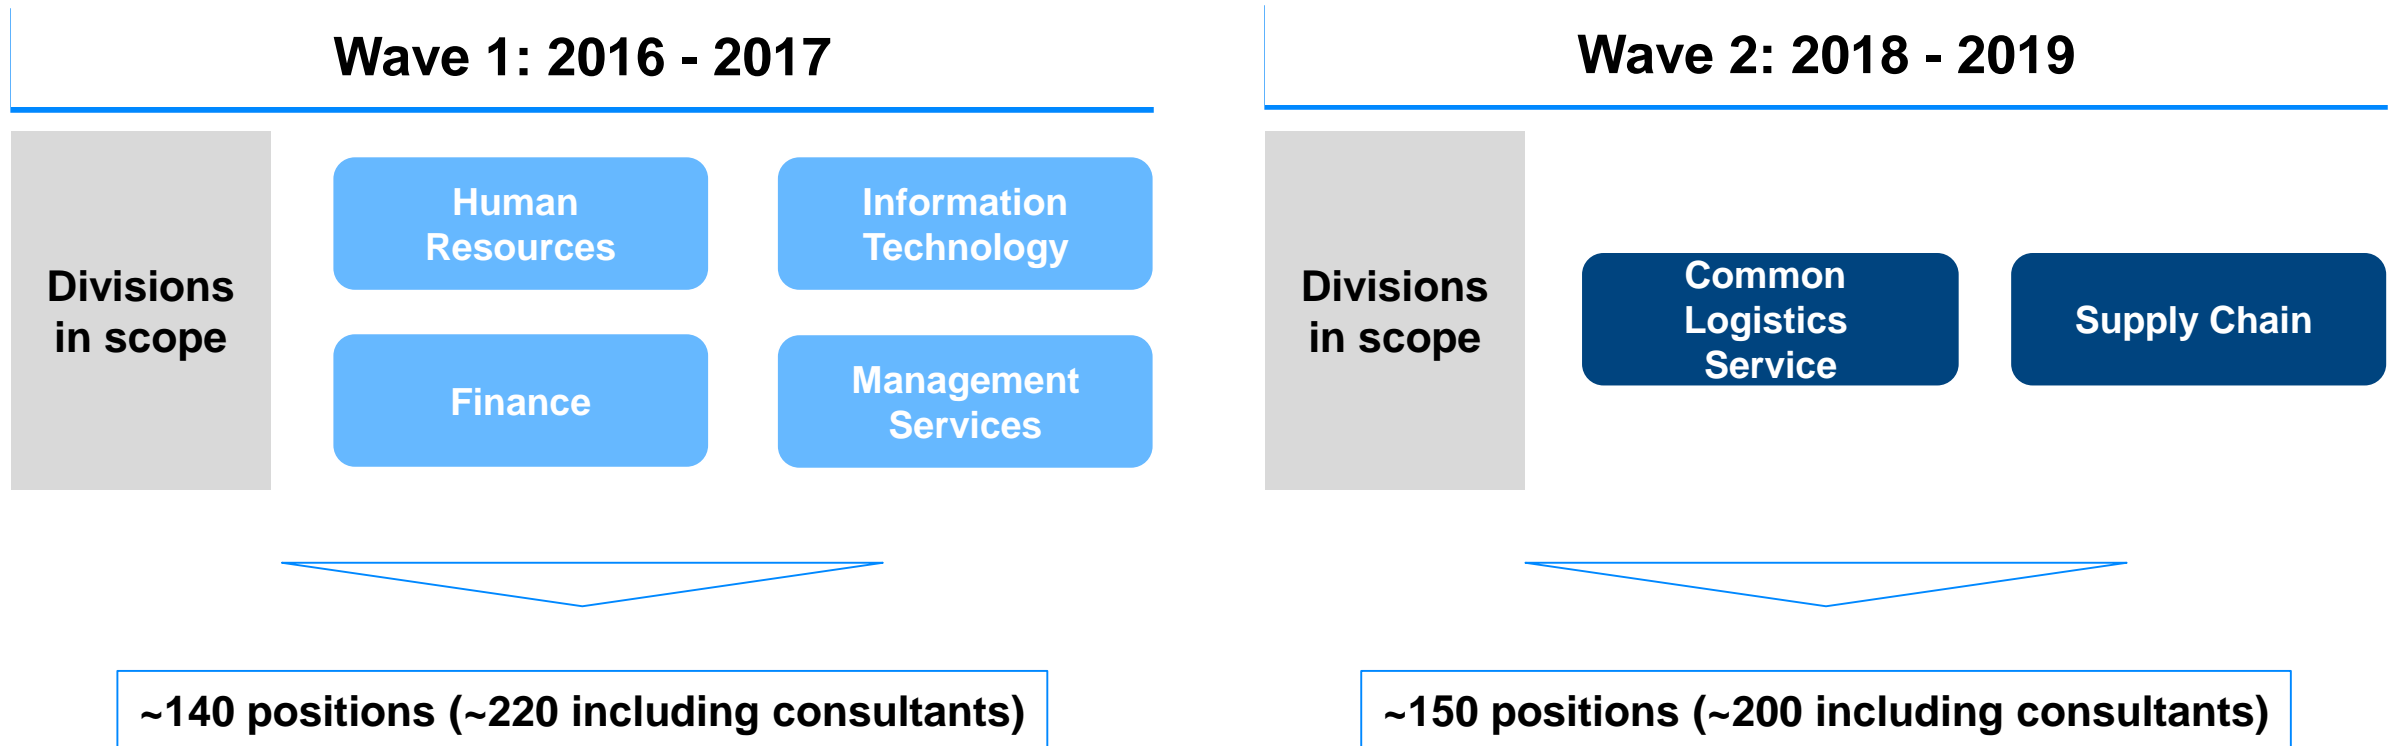 Wave 1: 2016 - 2017
Divisions
in scope
Human
Resources
Information
Technology
Finance
Management
Services
~140 positions (~220 including consultants)
Wave 2: 2018 - 2019
Divisions
in scope
Common
Logistics
Service
Supply Chain
~150 positions (~200 including consultants)